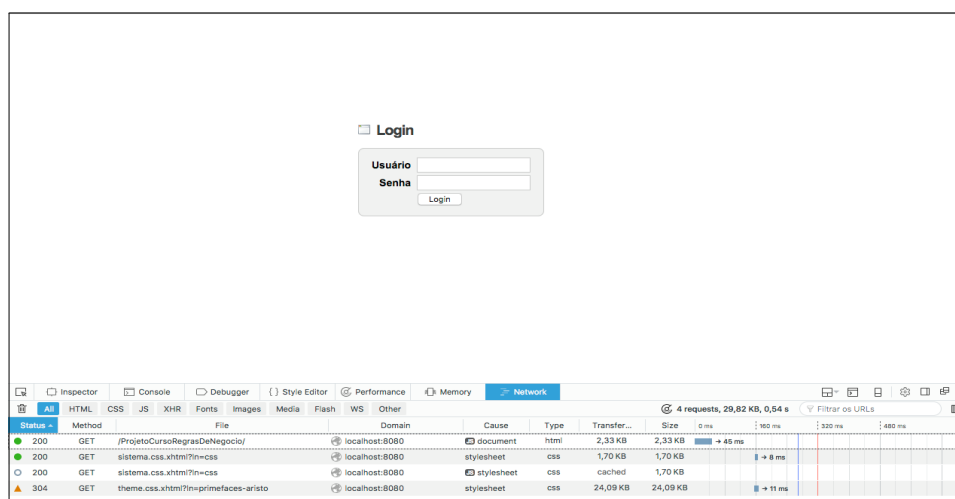 Login
Usuário
Senha
Login
Inspector Console Debugger { } Style Editor Performance Memory Network
All HTML CSS JS XHR Fonts Images Media Flash WS Other 4 requests, 29,82 KB, 0,54 s Filtrar os URLs
Status Method File Domain Cause Type Transfer... Size 0 ms 160 ms 320 ms 480 ms
200 GET /ProjetoCursoRegrasDeNegocio/ localhost:8080 document html 2,33 KB 2,33 KB → 45 ms
200 GET sistema.css.xhtml?ln=css localhost:8080 stylesheet css 1,70 KB 1,70 KB → 8 ms
200 GET sistema.css.xhtml?ln=css localhost:8080 stylesheet css cached 1,70 KB
304 GET theme.css.xhtml?ln=primefaces-aristo localhost:8080 stylesheet css 24,09 KB 24,09 KB → 11 ms